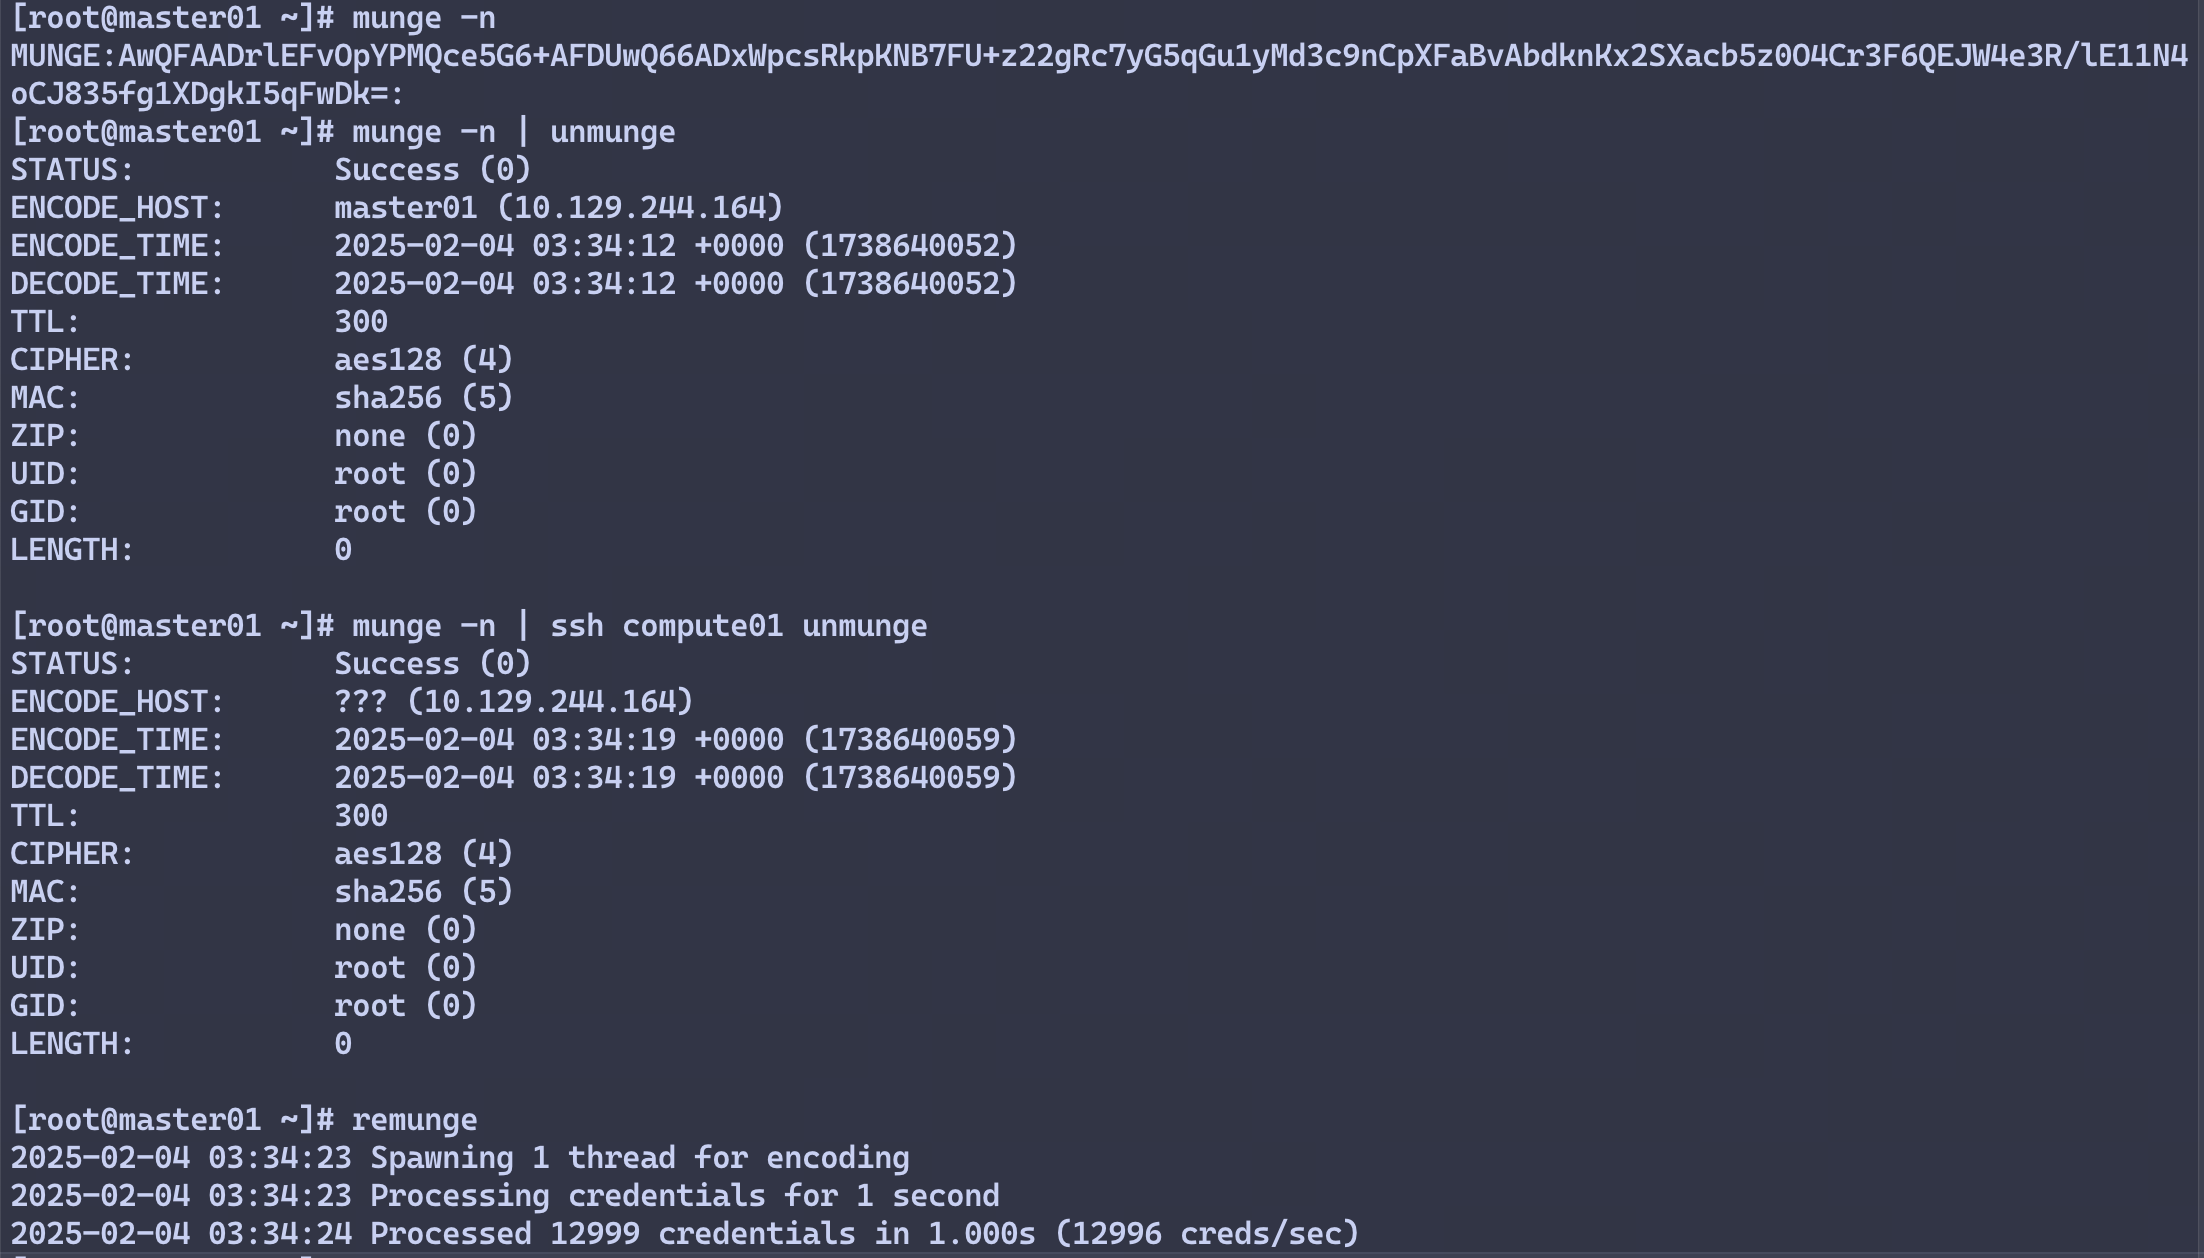 [root@master01 ~]# munge -n
MUNGE:AwQFAADrlEFvOpYPMQce5G6+AFDUwQ66ADxWpcsRkpKNB7FU+z22gRc7yG5qGu1yMd3c9nCpXFaBvAbdknKx2SXacb5z0O4Cr3F6QEJW4e3R/lE11N4
oCJ835fg1XDgkI5qFwDk=:
[root@master01 ~]# munge -n | unmunge
STATUS:           Success (0)
ENCODE_HOST:      master01 (10.129.244.164)
ENCODE_TIME:      2025-02-04 03:34:12 +0000 (1738640052)
DECODE_TIME:      2025-02-04 03:34:12 +0000 (1738640052)
TTL:              300
CIPHER:           aes128 (4)
MAC:              sha256 (5)
ZIP:              none (0)
UID:              root (0)
GID:              root (0)
LENGTH:           0
[root@master01 ~]# munge -n | ssh compute01 unmunge
STATUS:           Success (0)
ENCODE_HOST:      ??? (10.129.244.164)
ENCODE_TIME:      2025-02-04 03:34:19 +0000 (1738640059)
DECODE_TIME:      2025-02-04 03:34:19 +0000 (1738640059)
TTL:              300
CIPHER:           aes128 (4)
MAC:              sha256 (5)
ZIP:              none (0)
UID:              root (0)
GID:              root (0)
LENGTH:           0
[root@master01 ~]# remunge
2025-02-04 03:34:23 Spawning 1 thread for encoding
2025-02-04 03:34:23 Processing credentials for 1 second
2025-02-04 03:34:24 Processed 12999 credentials in 1.000s (12996 creds/sec)